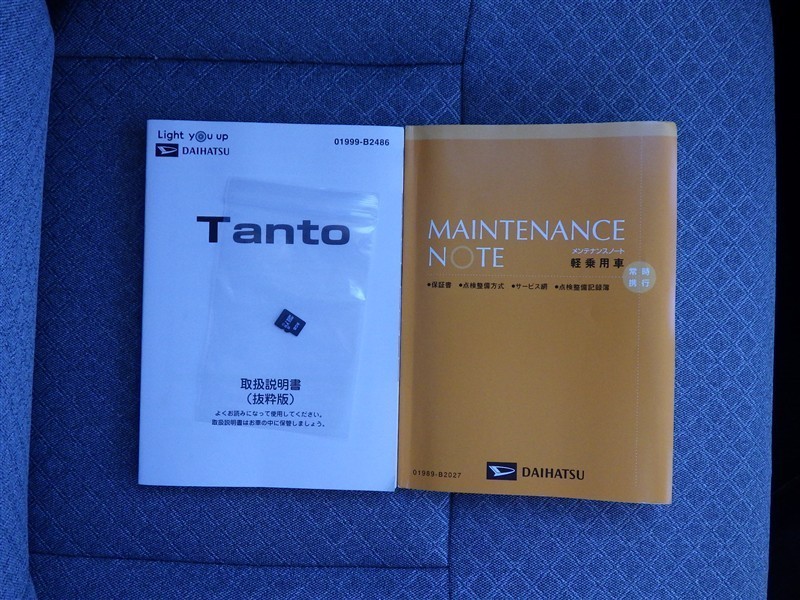 Light you up
DAIHATSU
01999-B2486
Tanto
取扱説明書
（抜粋版）
よくお読みになって使用してください。
取扱説明書はお車の中に保管しましょう。
MAINTENANCE
NOTE
メンテナンスノート
軽乗用車
常時
携行
•保証書 •点検整備方式 •サービス網 •点検整備記録簿
01989-B2027
DAIHATSU